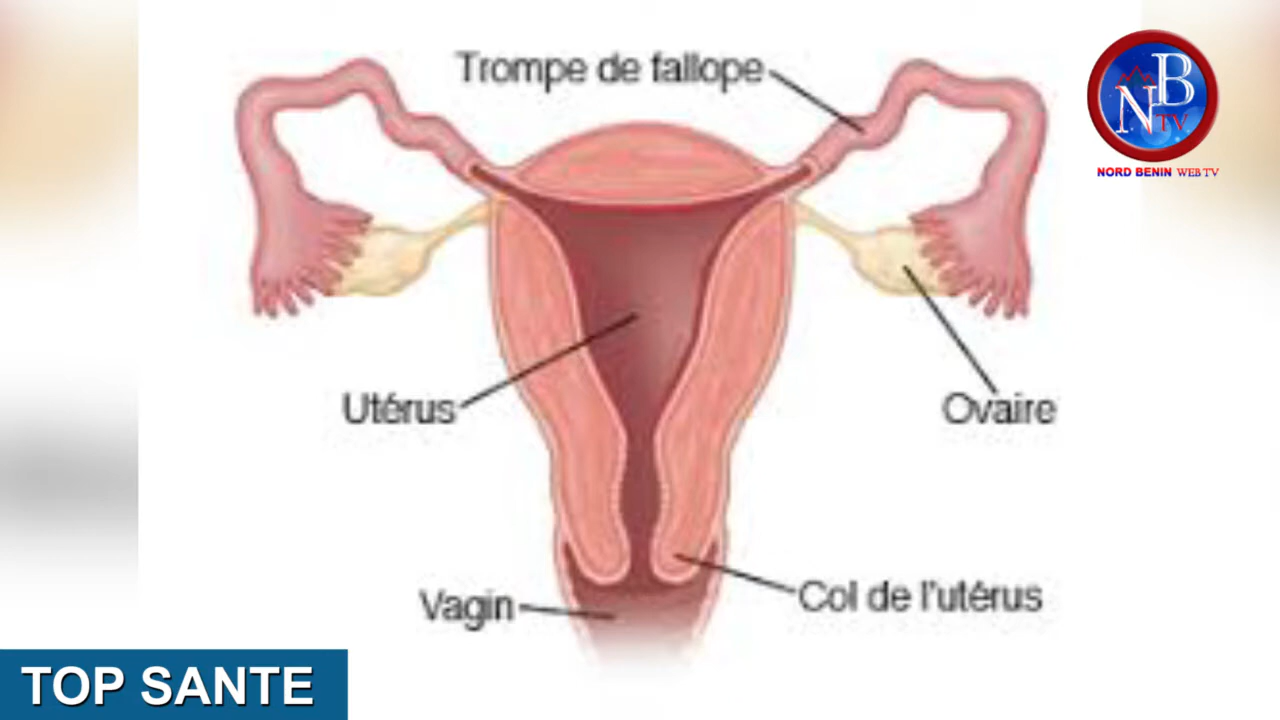 Trompe de fallope
NB
TV
NORD BENIN WEB TV
Utérus
Ovaire
Vagin
Col de l'utérus
TOP SANTE